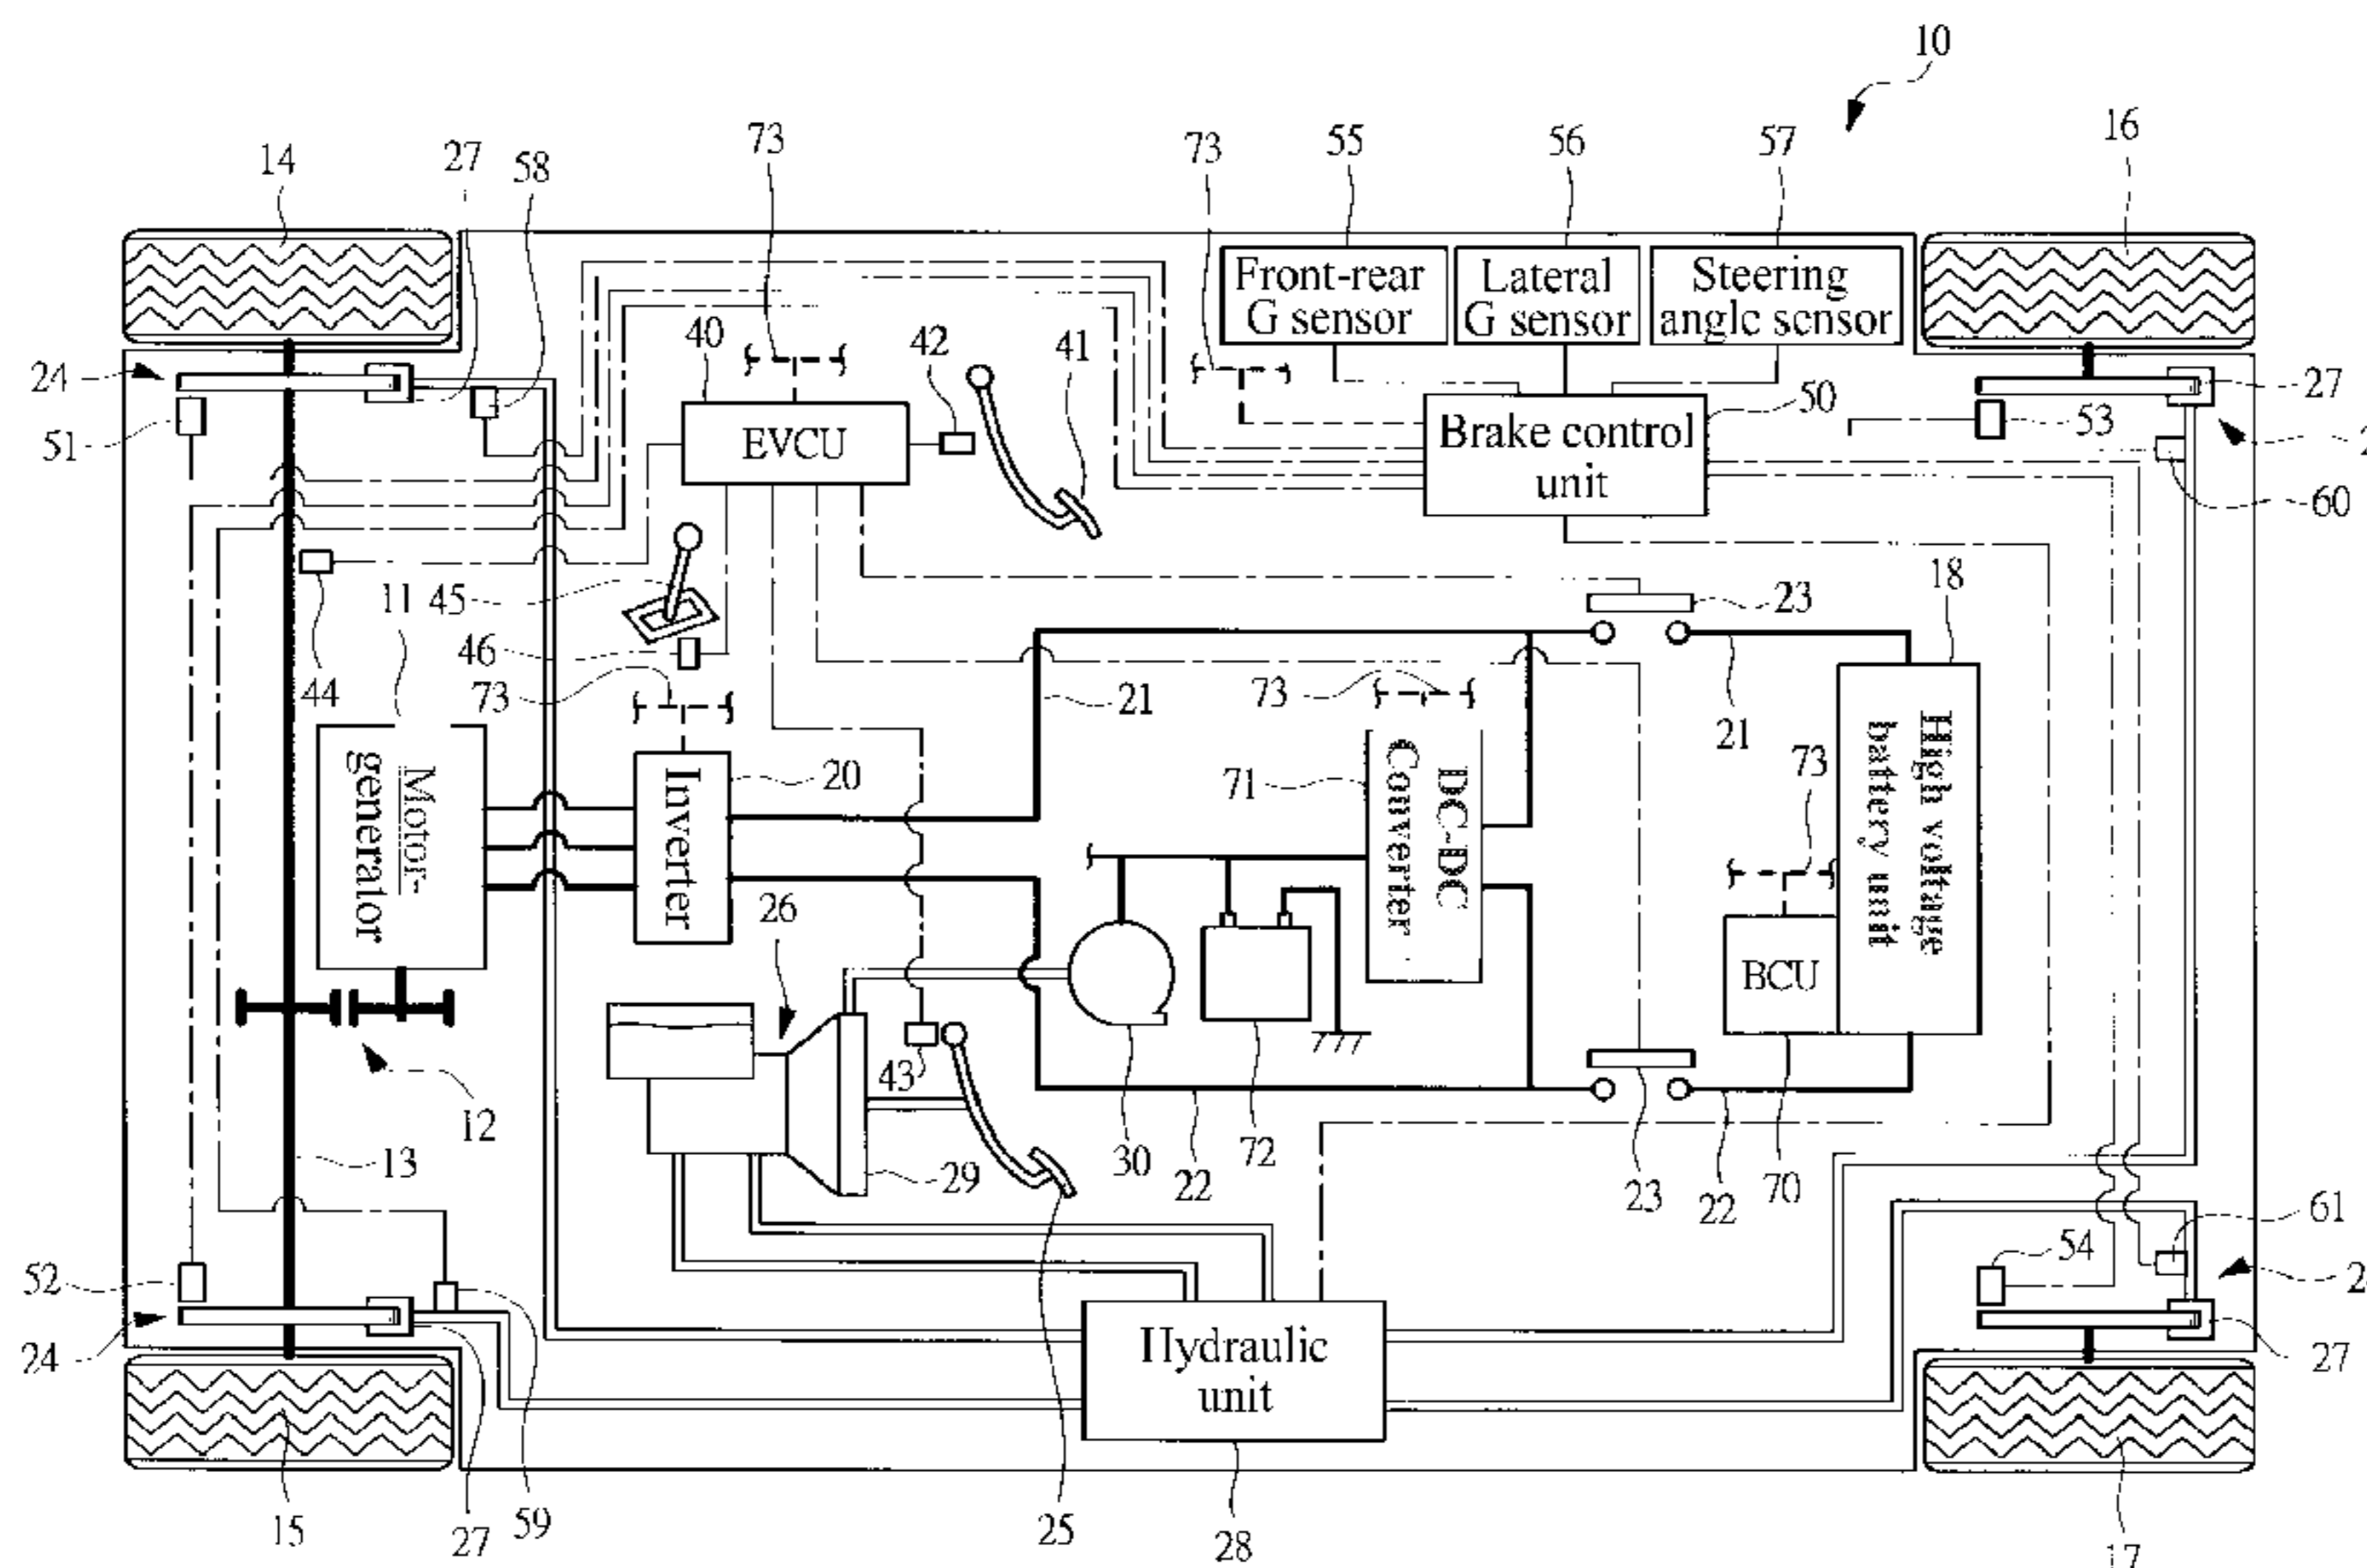 10
73
55
56
57
16
14
27
58
73
Front-rear
G sensor
Lateral
G sensor
Steering
angle sensor
40
42
41
24
50
27
51
EVCU
Brake control
unit
53
60
11
45
18
23
46
44
73
21
73
21
73
High voltage
battery unit
Motor-
generator
Inverter
20
71
DC-DC
Converter
26
BCU
43
12
30
72
13
29
22
23
22
70
61
52
54
24
Hydraulic
unit
27
15
27
59
25
28
17